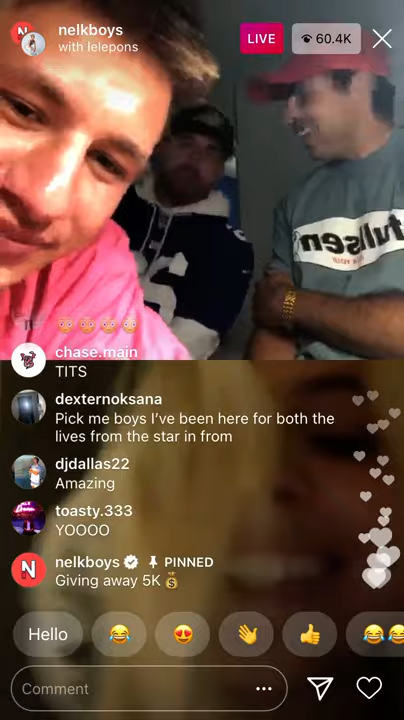 nelkboys
with lelepons
LIVE
60.4K
N
fullsen
chase.main
TITS
dexternoksana
Pick me boys I've been here for both the
lives from the star in from
djdallas22
Amazing
toasty.333
YOOOO
N
nelkboys PINNED
Giving away 5K 💰
Hello 😂 😍 👋 👍 😂😂
Comment ...